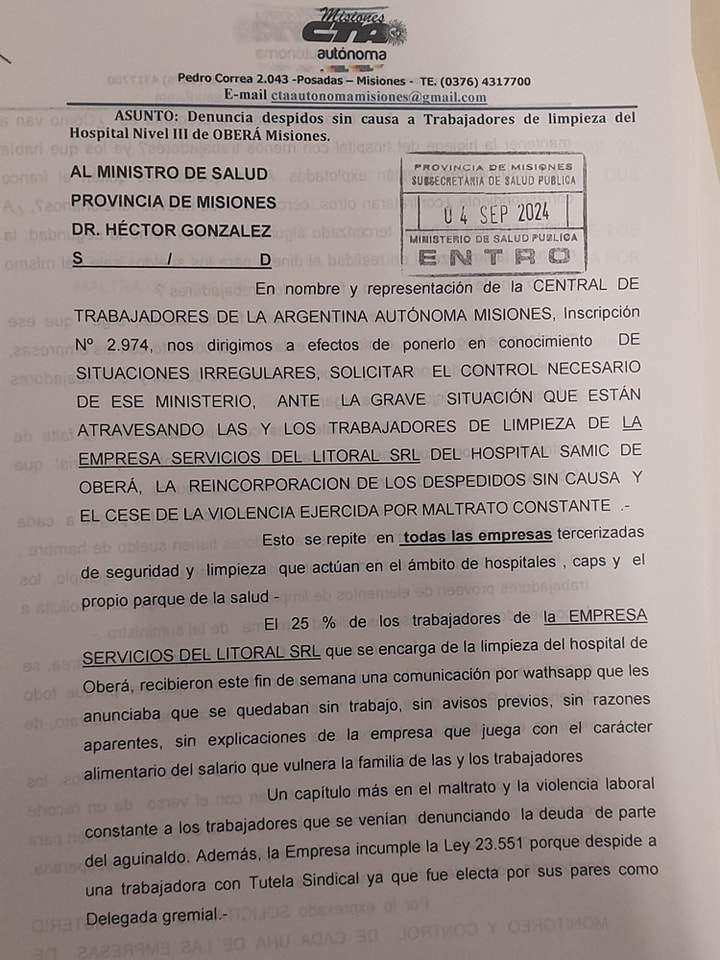 Misiones
CTA
autónoma
Pedro Correa 2.043 -Posadas – Misiones - TE. (0376) 4317700
E-mail ctaautonomamisiones@gmail.com
ASUNTO: Denuncia despidos sin causa a Trabajadores de limpieza del
Hospital Nivel III de OBERÁ Misiones.
AL MINISTRO DE SALUD
PROVINCIA DE MISIONES
DR. HÉCTOR GONZALEZ
S / D
PROVINCIA DE MISIONES
SUBSECRETARIA DE SALUD PUBLICA
04 SEP 2024
MINISTERIO DE SALUD PUBLICA
ENTRO
En nombre y representación de la CENTRAL DE
TRABAJADORES DE LA ARGENTINA AUTÓNOMA MISIONES, Inscripción
Nº 2.974, nos dirigimos a efectos de ponerlo en conocimiento DE
SITUACIONES IRREGULARES, SOLICITAR EL CONTROL NECESARIO
DE ESE MINISTERIO, ANTE LA GRAVE SITUACIÓN QUE ESTÁN
ATRAVESANDO LAS Y LOS TRABAJADORES DE LIMPIEZA DE LA
EMPRESA SERVICIOS DEL LITORAL SRL DEL HOSPITAL SAMIC DE
OBERÁ, LA REINCORPORACION DE LOS DESPEDIDOS SIN CAUSA Y
EL CESE DE LA VIOLENCIA EJERCIDA POR MALTRATO CONSTANTE .-
Esto se repite en todas las empresas tercerizadas
de seguridad y limpieza que actúan en el ámbito de hospitales , caps y el
propio parque de la salud -
El 25 % de los trabajadores de la EMPRESA
SERVICIOS DEL LITORAL SRL que se encarga de la limpieza del hospital de
Oberá, recibieron este fin de semana una comunicación por wathsapp que les
anunciaba que se quedaban sin trabajo, sin avisos previos, sin razones
aparentes, sin explicaciones de la empresa que juega con el carácter
alimentario del salario que vulnera la familia de las y los trabajadores
Un capítulo más en el maltrato y la violencia laboral
constante a los trabajadores que se venían denunciando la deuda de parte
del aguinaldo. Además, la Empresa incumple la Ley 23.551 porque despide a
una trabajadora con Tutela Sindical ya que fue electa por sus pares como
Delegada gremial.-